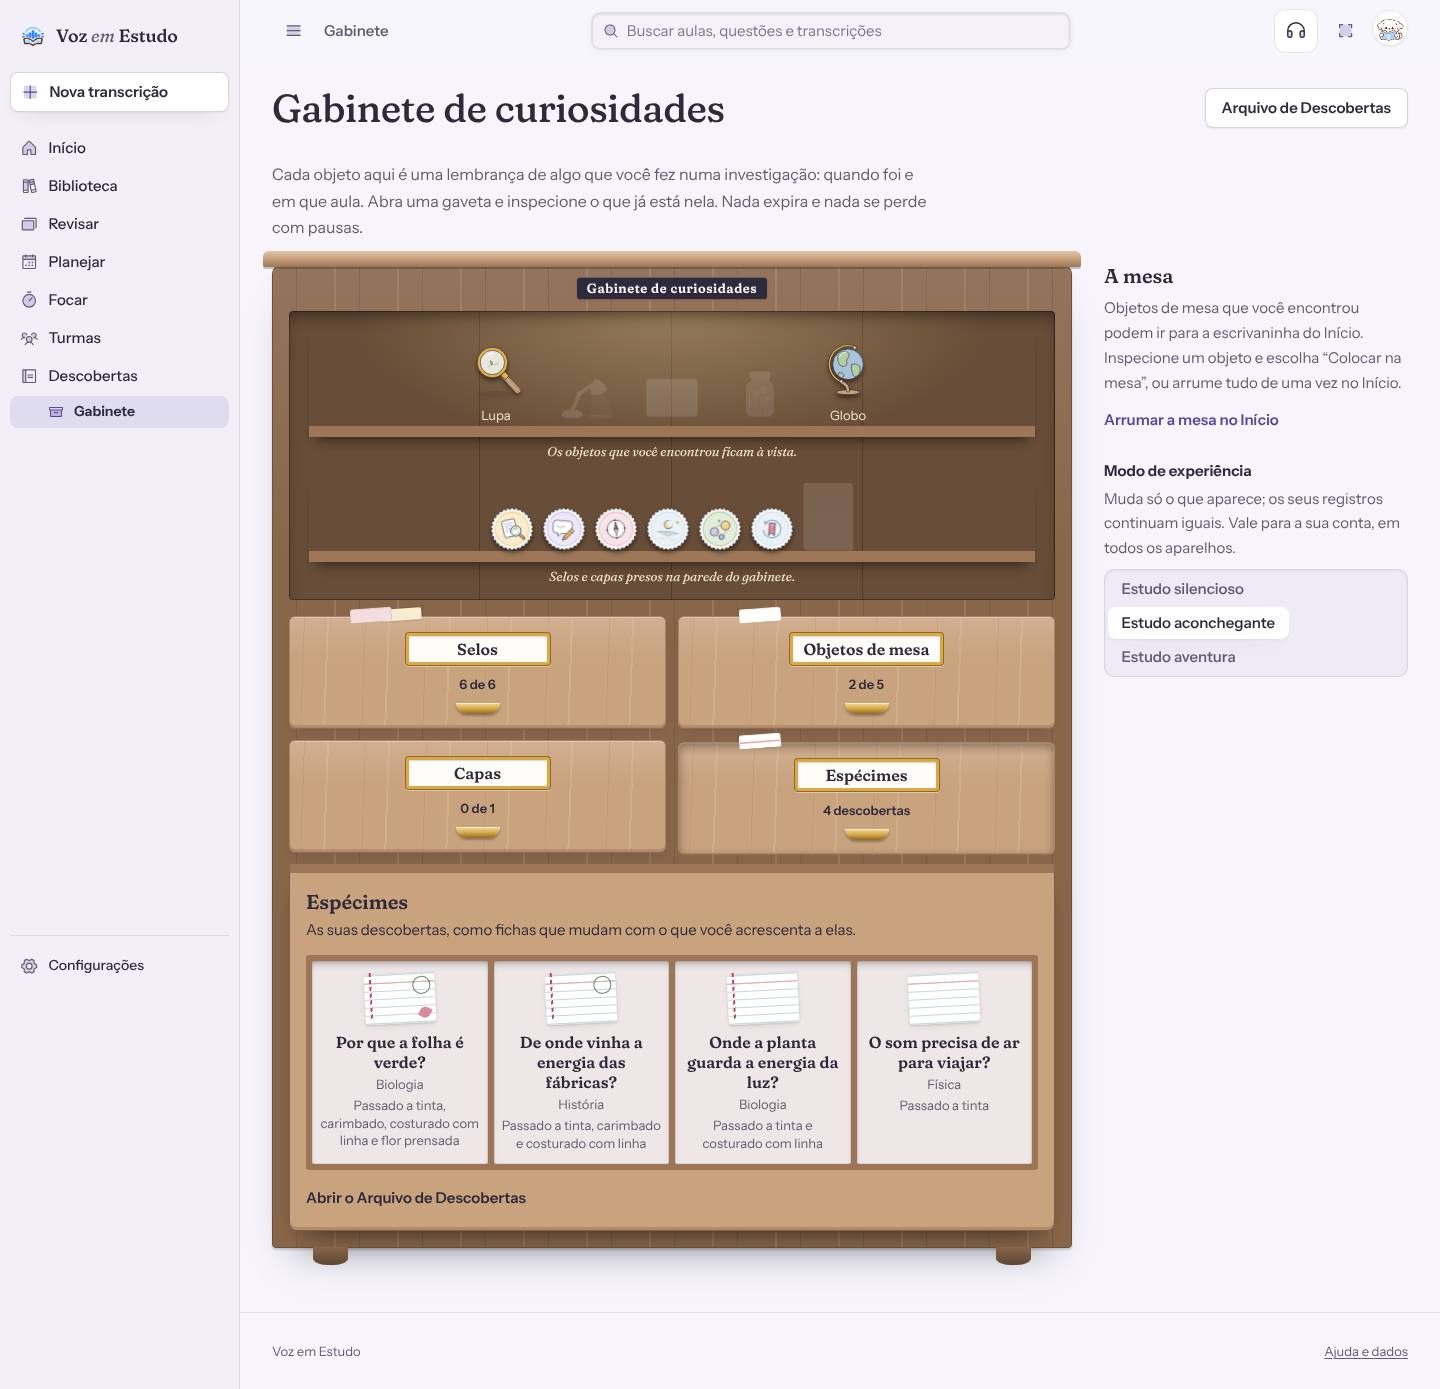 Voz em Estudo
Nova transcrição
Início
Biblioteca
Revisar
Planejar
Focar
Turmas
Descobertas
Gabinete
Configurações
Gabinete
Buscar aulas, questões e transcrições
Gabinete de curiosidades
Arquivo de Descobertas
Cada objeto aqui é uma lembrança de algo que você fez numa investigação: quando foi e
em que aula. Abra uma gaveta e inspecione o que já está nela. Nada expira e nada se perde
com pausas.
Gabinete de curiosidades
Lupa
Globo
Os objetos que você encontrou ficam à vista.
Selos e capas presos na parede do gabinete.
Selos
6 de 6
Objetos de mesa
2 de 5
Capas
0 de 1
Espécimes
4 descobertas
Espécimes
As suas descobertas, como fichas que mudam com o que você acrescenta a elas.
Por que a folha é
verde?
Biologia
Passado a tinta,
carimbado, costurado com
linha e flor prensada
De onde vinha a
energia das
fábricas?
História
Passado a tinta, carimbado
e costurado com linha
Onde a planta
guarda a energia da
luz?
Biologia
Passado a tinta e
costurado com linha
O som precisa de ar
para viajar?
Física
Passado a tinta
Abrir o Arquivo de Descobertas
A mesa
Objetos de mesa que você encontrou
podem ir para a escrivaninha do Início.
Inspecione um objeto e escolha “Colocar na
mesa”, ou arrume tudo de uma vez no Início.
Arrumar a mesa no Início
Modo de experiência
Muda só o que aparece; os seus registros
continuam iguais. Vale para a sua conta, em
todos os aparelhos.
Estudo silencioso
Estudo aconchegante
Estudo aventura
Voz em Estudo
Ajuda e dados